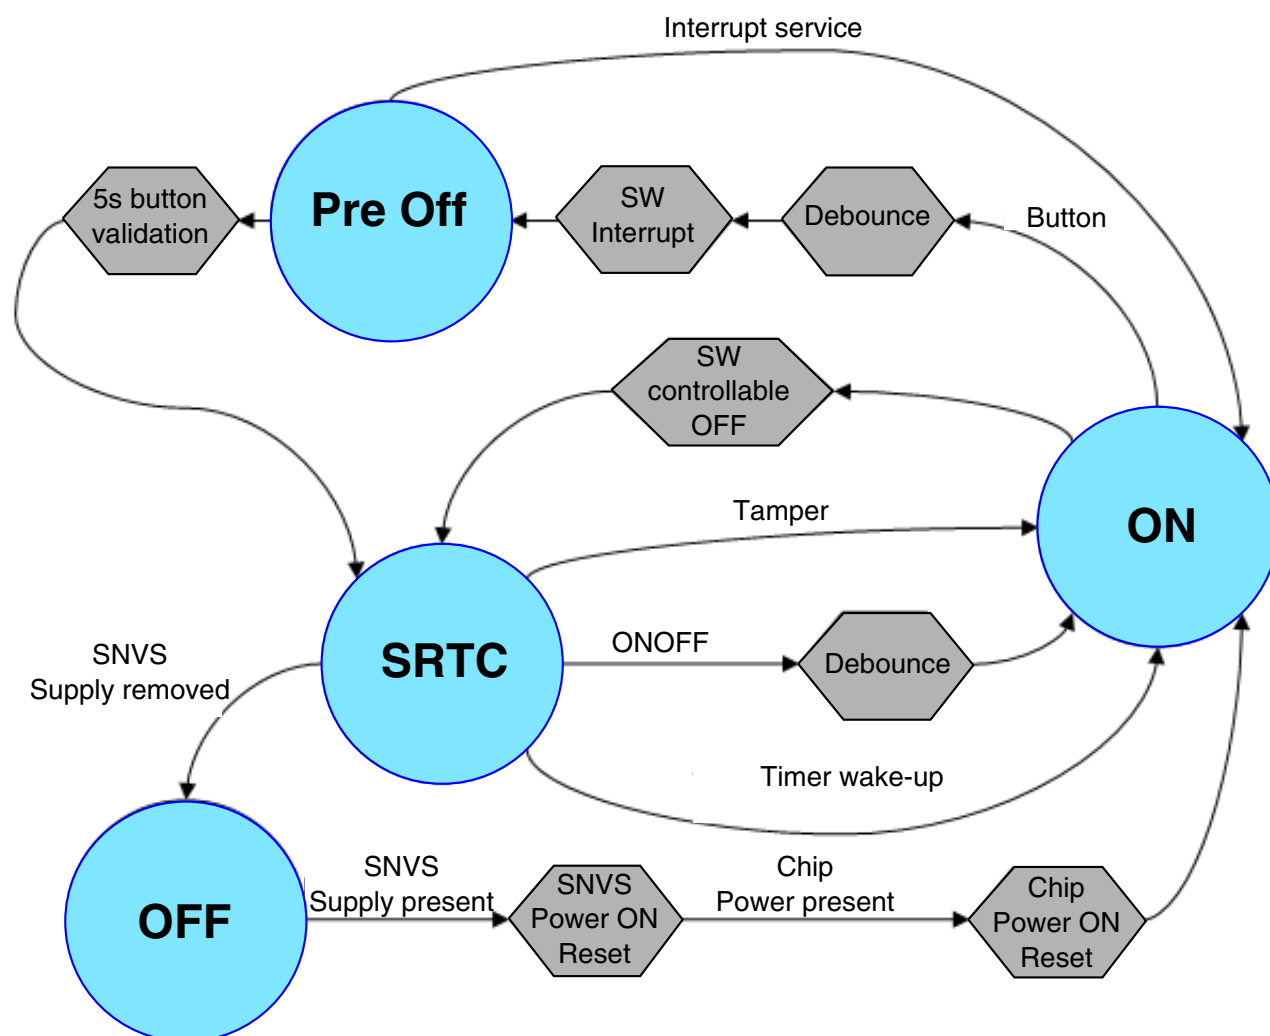 Interrupt service
5s button
validation
Pre Off
SW
Interrupt
Debounce
Button
SW
controllable
OFF
Tamper
ON
SRTC
ONOFF
Debounce
SNVS
Supply removed
Timer wake-up
OFF
SNVS
Supply present
SNVS
Power ON
Reset
Chip
Power present
Chip
Power ON
Reset